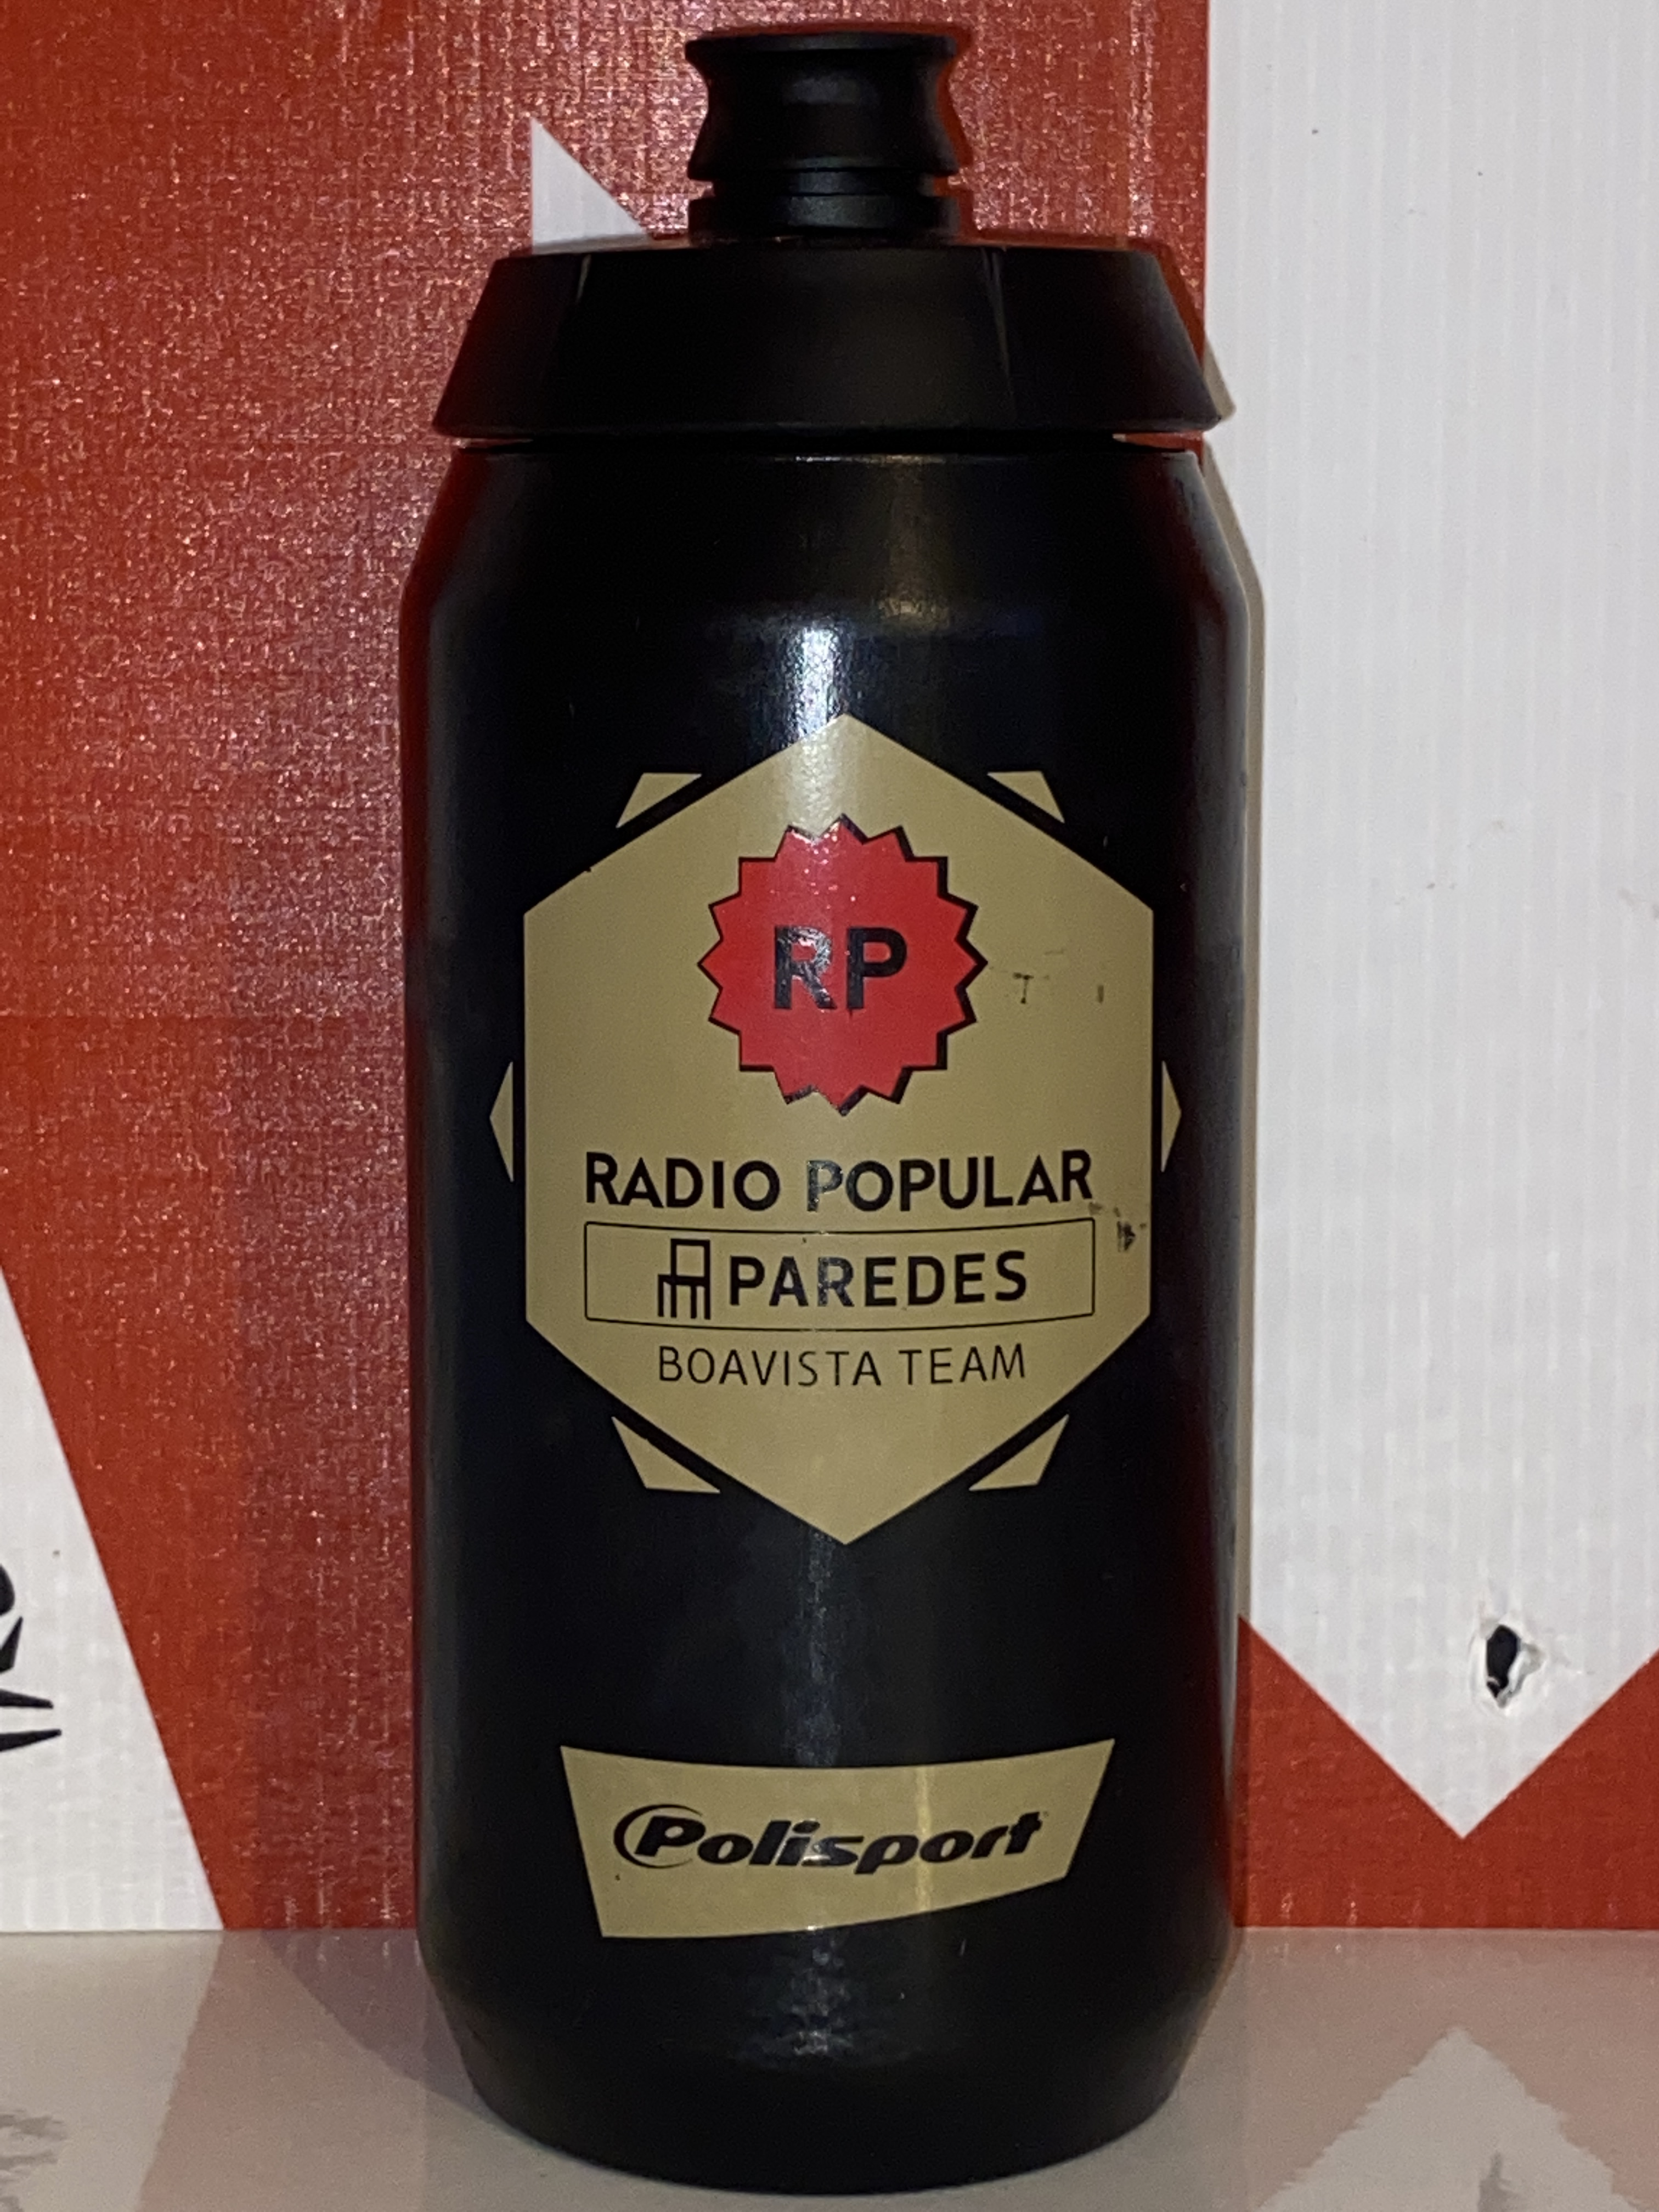 RP
RADIO POPULAR
PAREDES
BOAVISTA TEAM
Polisport